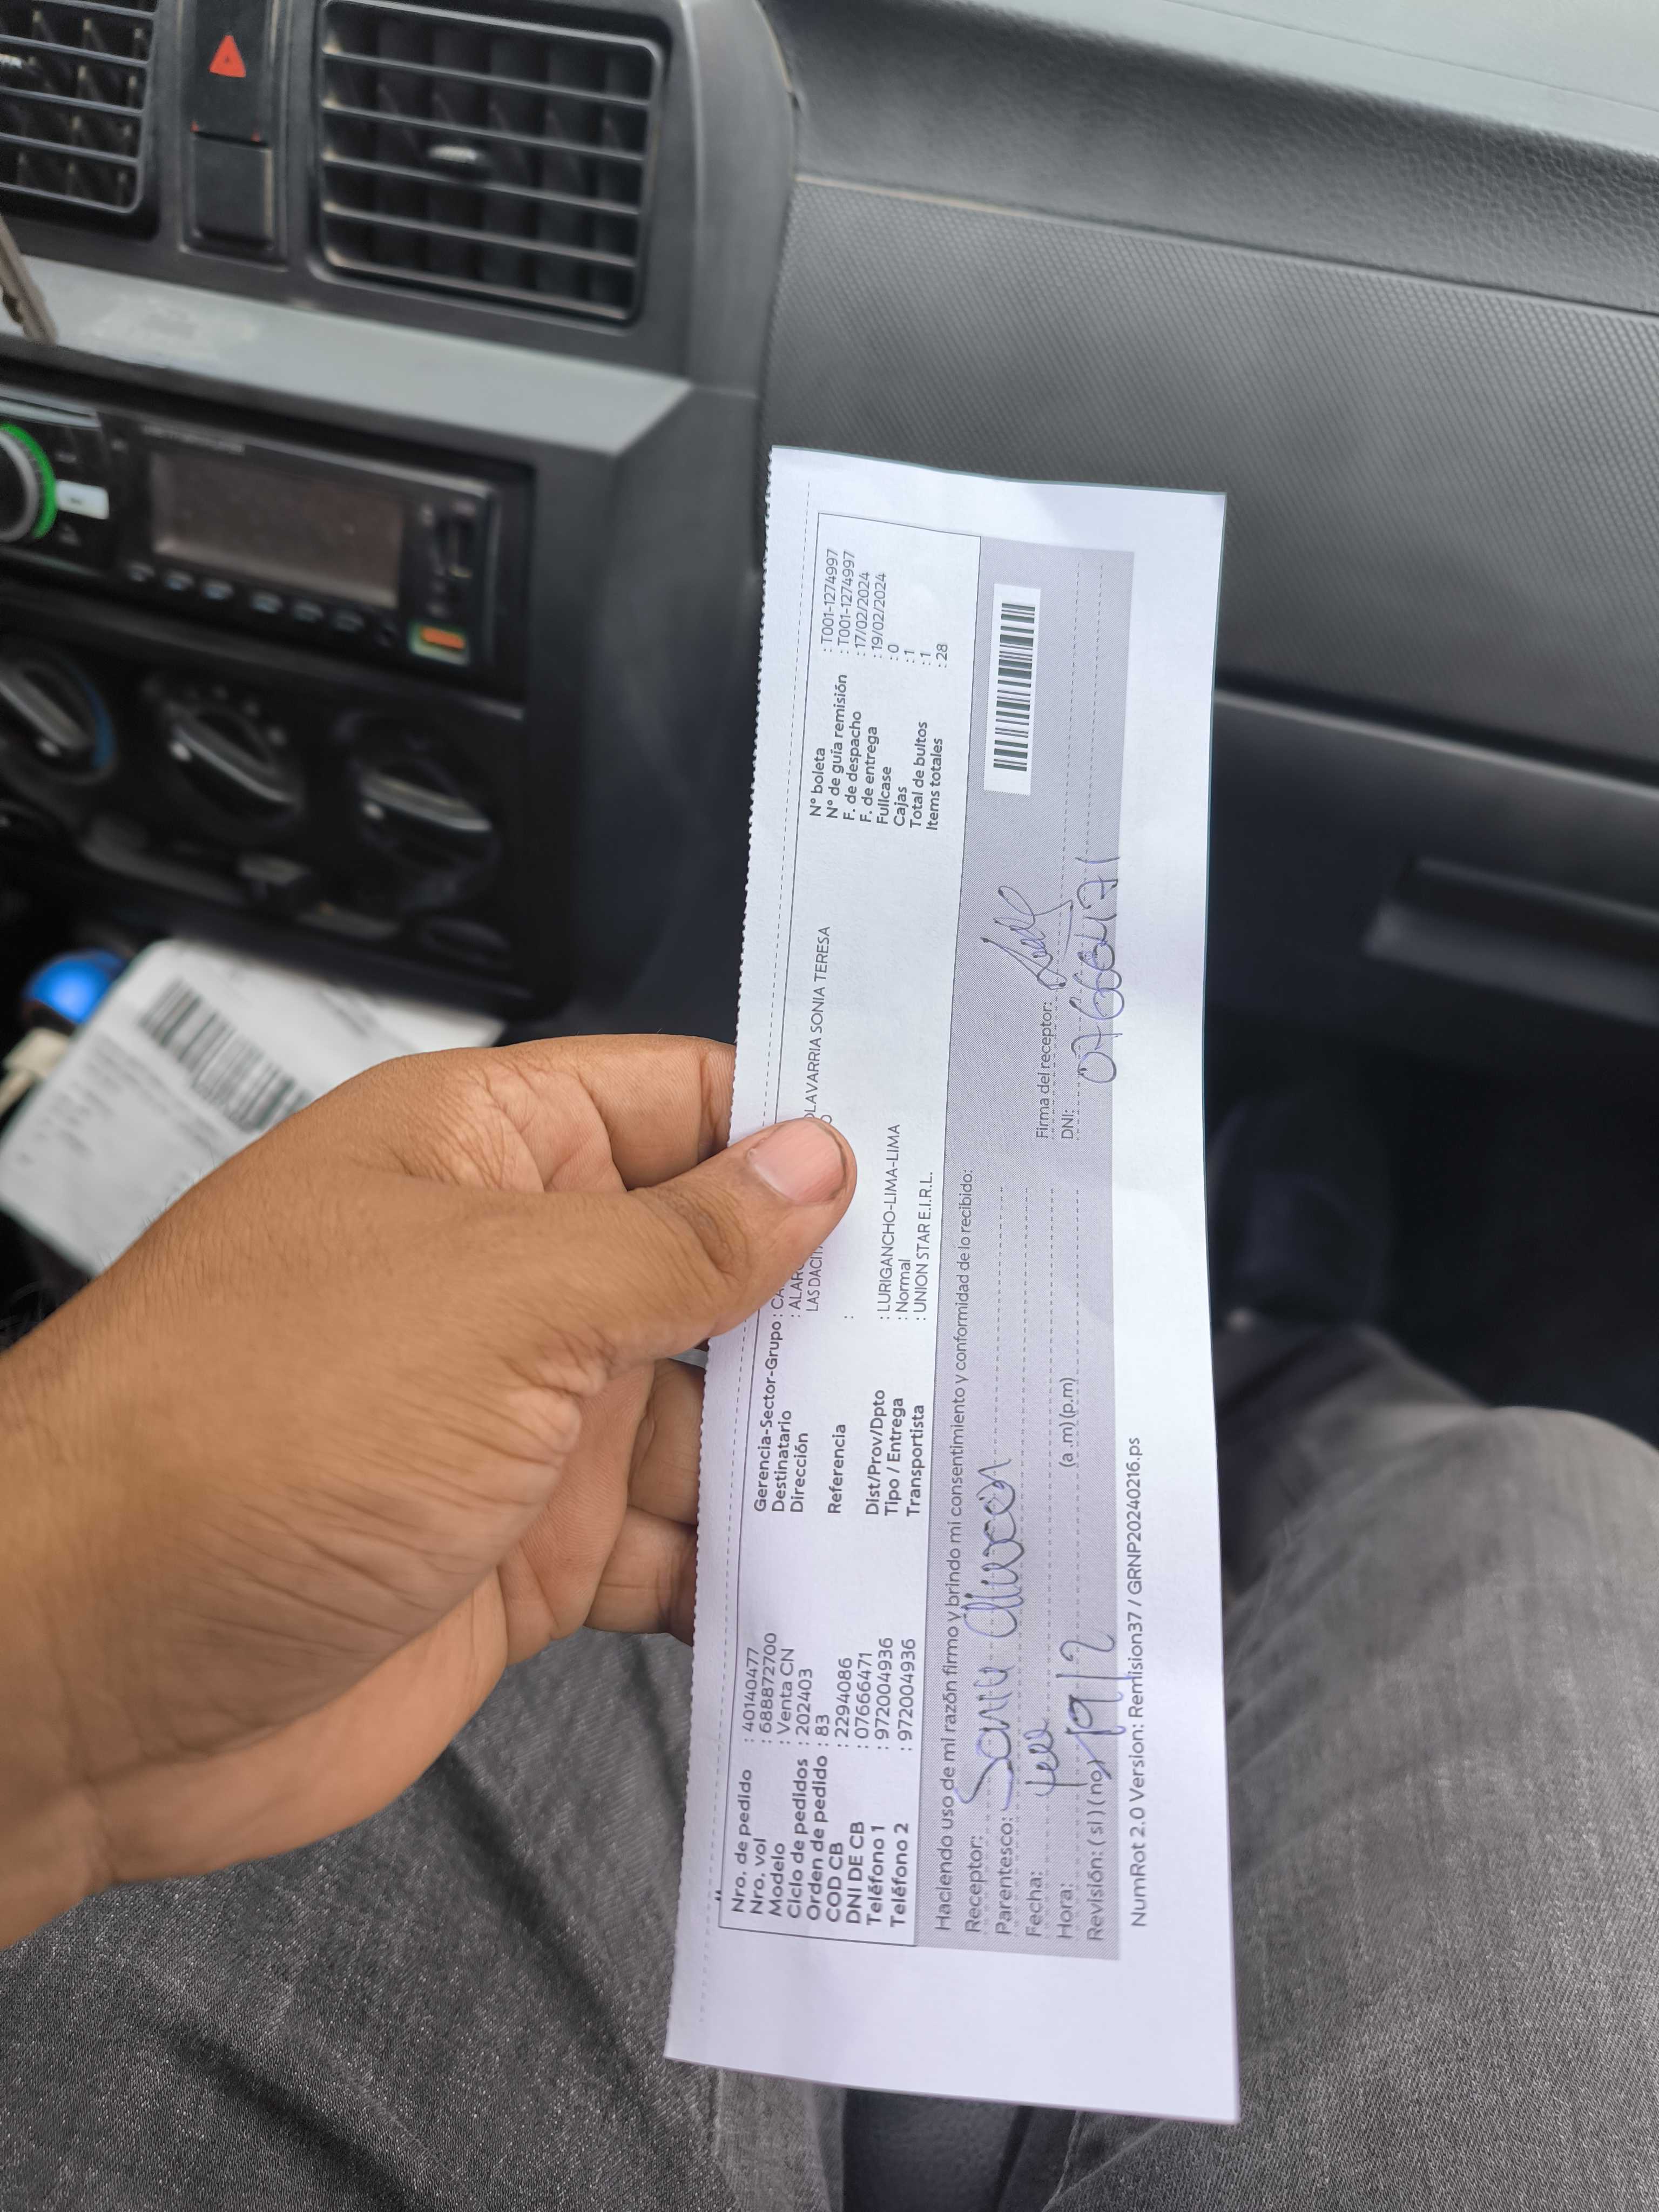 Nro. de pedido : 40140477
Nro. vol : 688872700
Modelo : Venta CN
Ciclo de pedidos : 202403
Orden de pedido : 83
COD CB : 2294086
DNI DE CB : 07666471
Teléfono 1 : 972004936
Teléfono 2 : 972004936
Gerencia-Sector-Grupo :
Destinatario : OLAVARRIA SONIA TERESA
Dirección : LAS
Referencia :
Dist/Prov/Dpto : LURIGANCHO-LIMA-LIMA
Tipo / Entrega : Normal
Transportista : UNION STAR E.I.R.L.
N° boleta : T001-1274997
N° de guía remisión : T001-1274997
F. de despacho : 17/02/2024
F. de entrega : 19/02/2024
Fullcase : 0
Cajas : 1
Total de bultos : 1
Items totales : 28
Haciendo uso de mi razón firmo y brindo mi consentimiento y conformidad de lo recibido:
Receptor:
Parentesco:
Fecha:
Hora: 19/2 (a .m) (p.m)
Revisión: ( si ) ( no )
Firma del receptor:
DNI: 07666471
NumRot 2.0 Version: Remision37 / GRNP20240216.ps